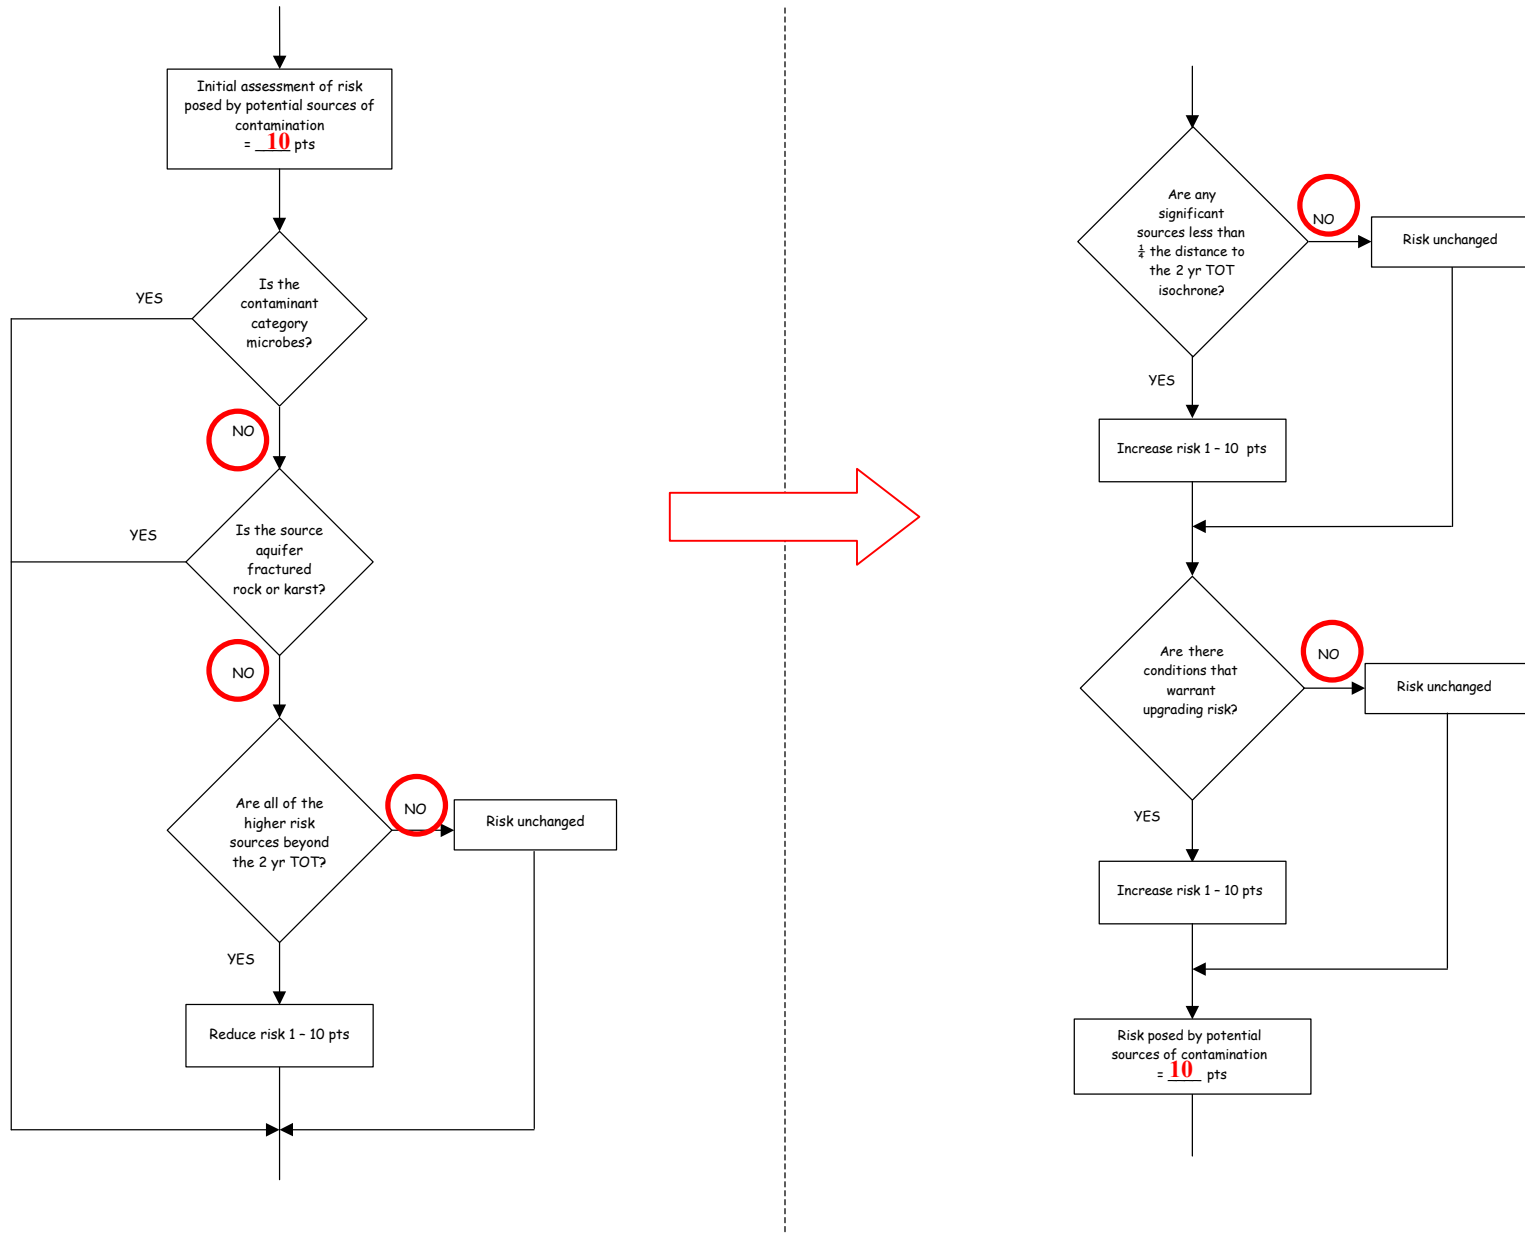 Initial assessment of risk
posed by potential sources of
contamination
= 10 pts
Is the
contaminant
category
microbes?
YES
NO
Is the source
aquifer
fractured
rock or karst?
YES
NO
Are all of the
higher risk
sources beyond
the 2 yr TOT?
NO
Risk unchanged
YES
Reduce risk 1 – 10 pts
Are any
significant
sources less than
¼ the distance to
the 2 yr TOT
isochrone?
NO
Risk unchanged
YES
Increase risk 1 – 10 pts
Are there
conditions that
warrant
upgrading risk?
NO
Risk unchanged
YES
Increase risk 1 – 10 pts
Risk posed by potential
sources of contamination
= 10 pts